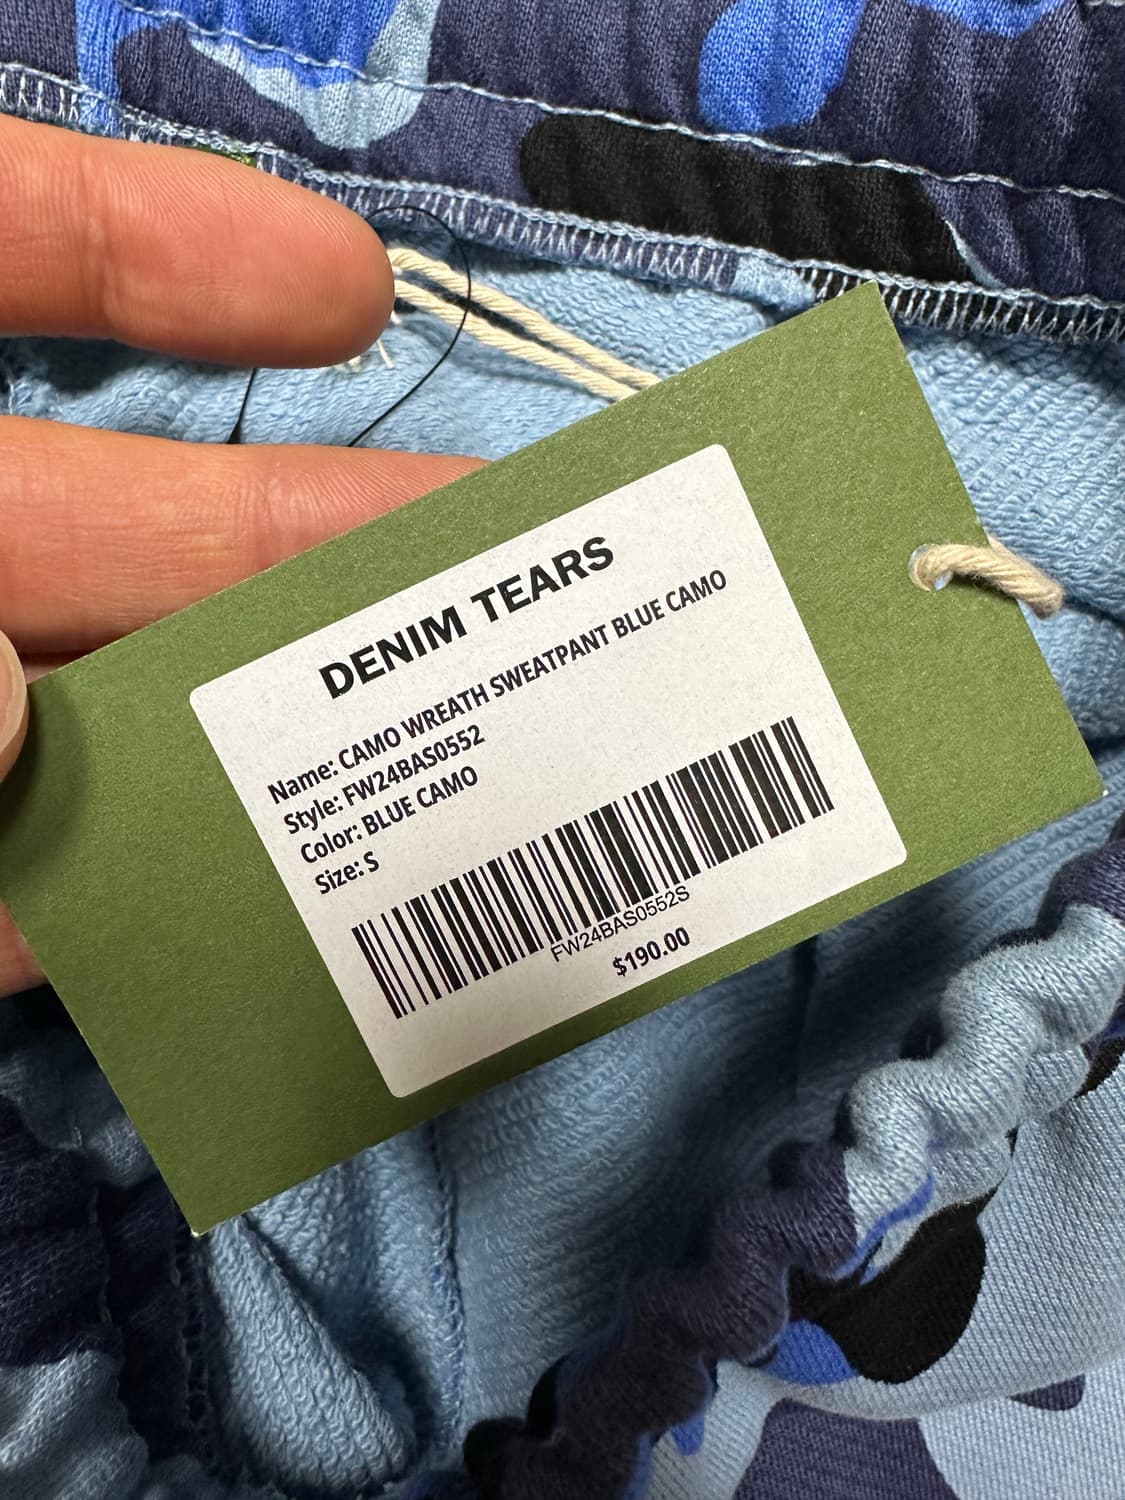 DENIM TEARS
Name: CAMO WREATH SWEATPANT BLUE CAMO
Style: FW24BAS0552
Color: BLUE CAMO
Size: S
FW24BAS0552S
$190.00